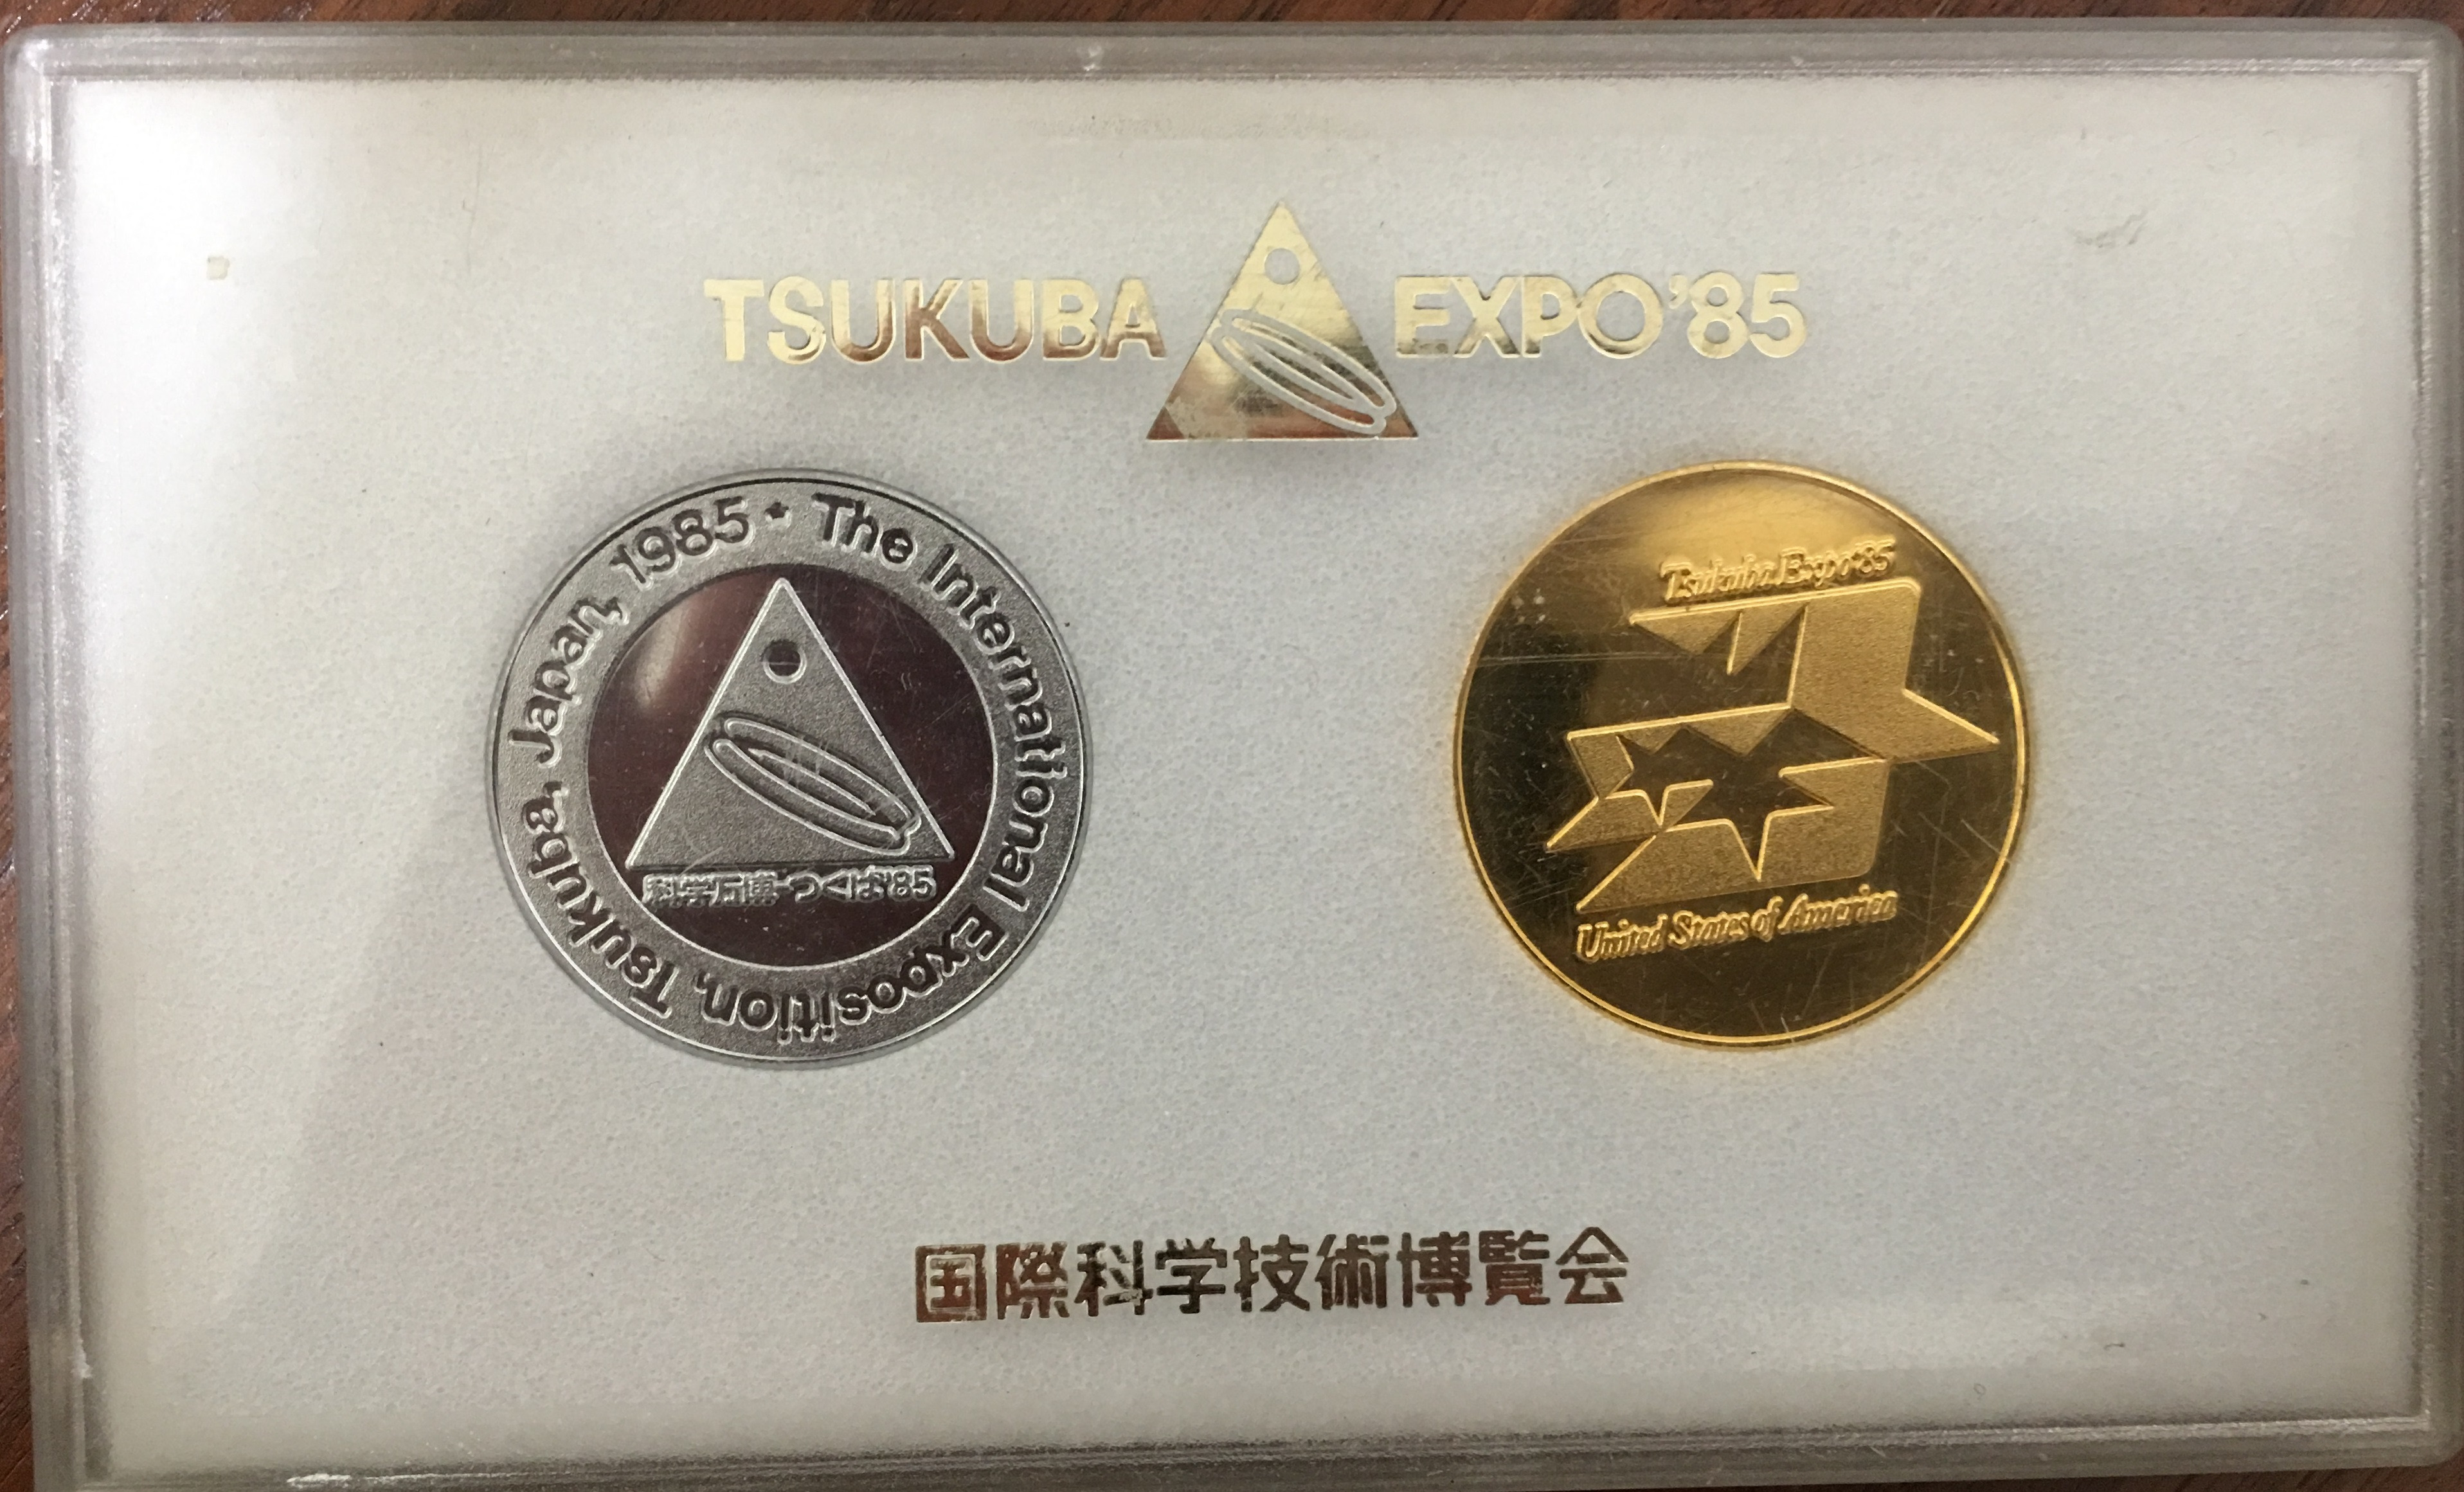 TSUKUBA EXPO'85
The International Exposition, Tsukuba, Japan, 1985
科学万博-つくば'85
Tsukuba Expo'85
United States of America
国際科学技術博覧会